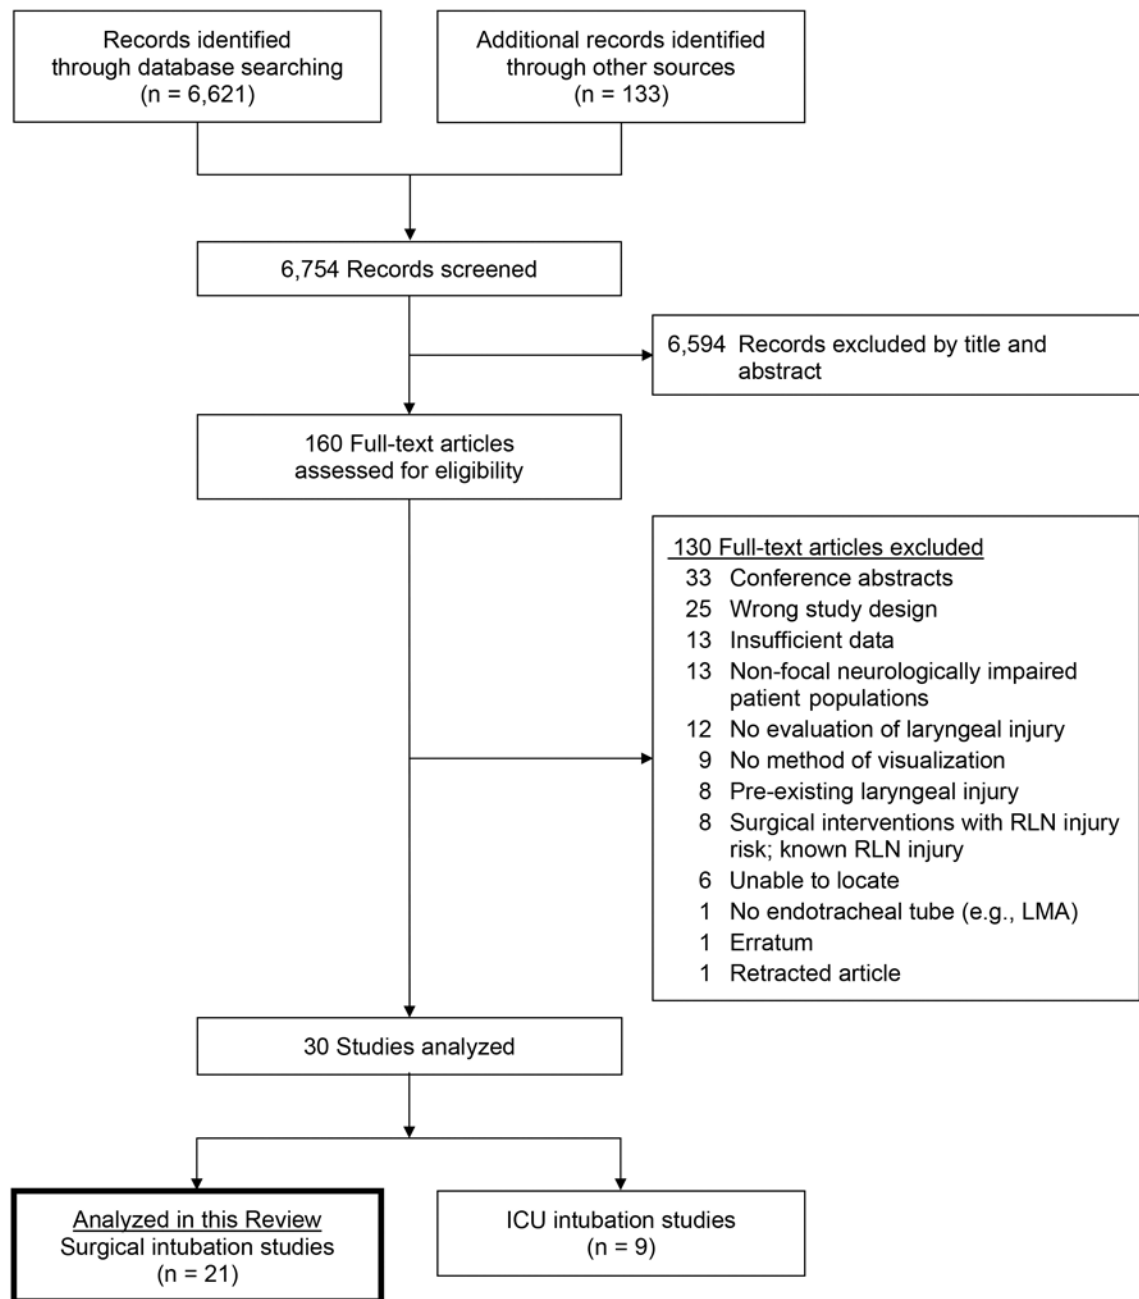 Records identified
through database searching
(n = 6,621)
Additional records identified
through other sources
(n = 133)
6,754 Records screened
6,594 Records excluded by title and
abstract
160 Full-text articles
assessed for eligibility
130 Full-text articles excluded
33 Conference abstracts
25 Wrong study design
13 Insufficient data
13 Non-focal neurologically impaired
patient populations
12 No evaluation of laryngeal injury
9 No method of visualization
8 Pre-existing laryngeal injury
8 Surgical interventions with RLN injury
risk; known RLN injury
6 Unable to locate
1 No endotracheal tube (e.g., LMA)
1 Erratum
1 Retracted article
30 Studies analyzed
Analyzed in this Review
Surgical intubation studies
(n = 21)
ICU intubation studies
(n = 9)